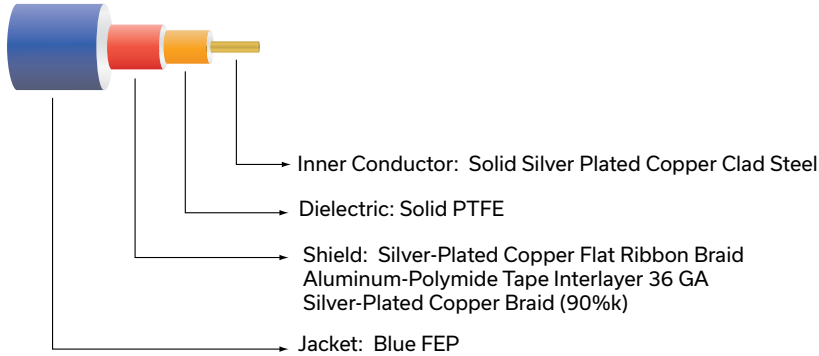 Inner Conductor: Solid Silver Plated Copper Clad Steel
Dielectric: Solid PTFE
Shield: Silver-Plated Copper Flat Ribbon Braid
Aluminum-Polymide Tape Interlayer 36 GA
Silver-Plated Copper Braid (90%k)
Jacket: Blue FEP